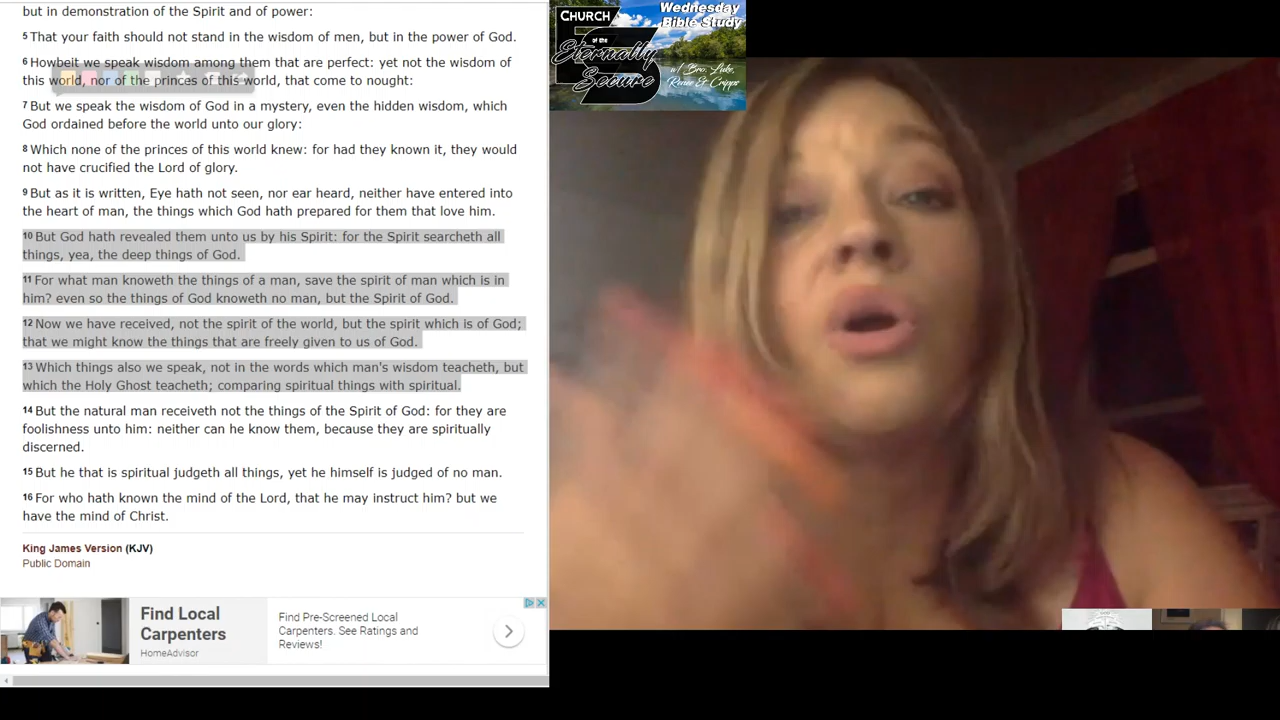 but in demonstration of the Spirit and of power:
5 That your faith should not stand in the wisdom of men, but in the power of God.
6 Howbeit we speak wisdom among them that are perfect: yet not the wisdom of
this world, nor of the princes of this world, that come to nought:
7 But we speak the wisdom of God in a mystery, even the hidden wisdom, which
God ordained before the world unto our glory:
8 Which none of the princes of this world knew: for had they known it, they would
not have crucified the Lord of glory.
9 But as it is written, Eye hath not seen, nor ear heard, neither have entered into
the heart of man, the things which God hath prepared for them that love him.
10 But God hath revealed them unto us by his Spirit: for the Spirit searcheth all
things, yea, the deep things of God.
11 For what man knoweth the things of a man, save the spirit of man which is in
him? even so the things of God knoweth no man, but the Spirit of God.
12 Now we have received, not the spirit of the world, but the spirit which is of God;
that we might know the things that are freely given to us of God.
13 Which things also we speak, not in the words which man's wisdom teacheth, but
which the Holy Ghost teacheth; comparing spiritual things with spiritual.
14 But the natural man receiveth not the things of the Spirit of God: for they are
foolishness unto him: neither can he know them, because they are spiritually
discerned.
15 But he that is spiritual judgeth all things, yet he himself is judged of no man.
16 For who hath known the mind of the Lord, that he may instruct him? but we
have the mind of Christ.
King James Version (KJV)
Public Domain
Find Local
Carpenters
HomeAdvisor
Find Pre-Screened Local
Carpenters. See Ratings and
Reviews!
CHURCH
of the
Eternally
Secure
Wednesday
Bible Study
w/ Bro. Luke,
Renee & Cripps